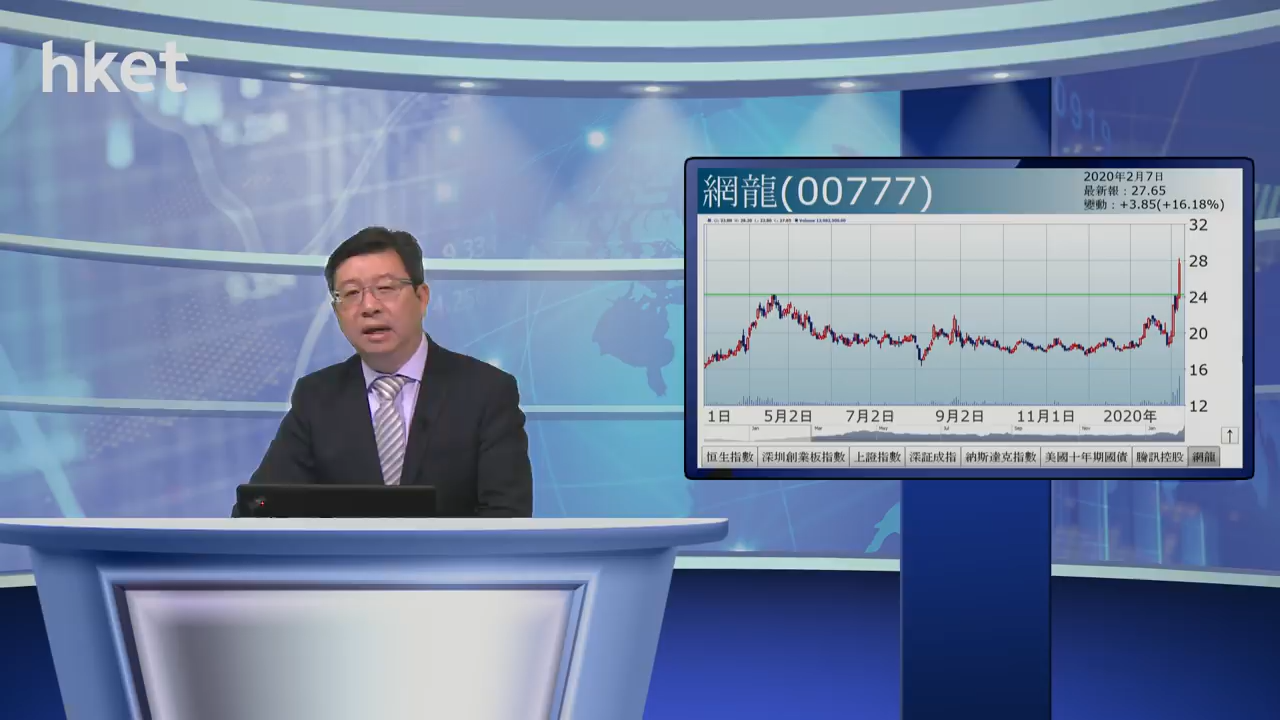 hket
網龍(00777)
2020年2月7日
最新報：27.65
變動：+3.85(+16.18%)
32
28
24
20
16
12
1日 5月2日 7月2日 9月2日 11月1日 2020年
恒生指數 深圳創業板指數 上證指數 深証成指 納斯達克指數 美國十年期國債 騰訊控股 網龍